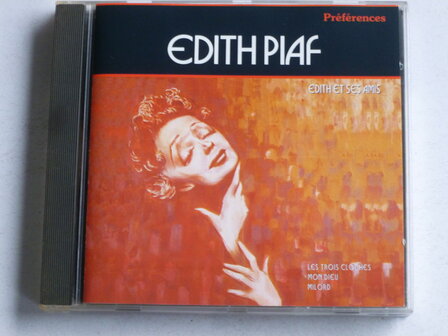 Préférences
EDITH PIAF
EDITH ET SES AMIS
LES TROIS CLOCHES
MON DIEU
MILORD